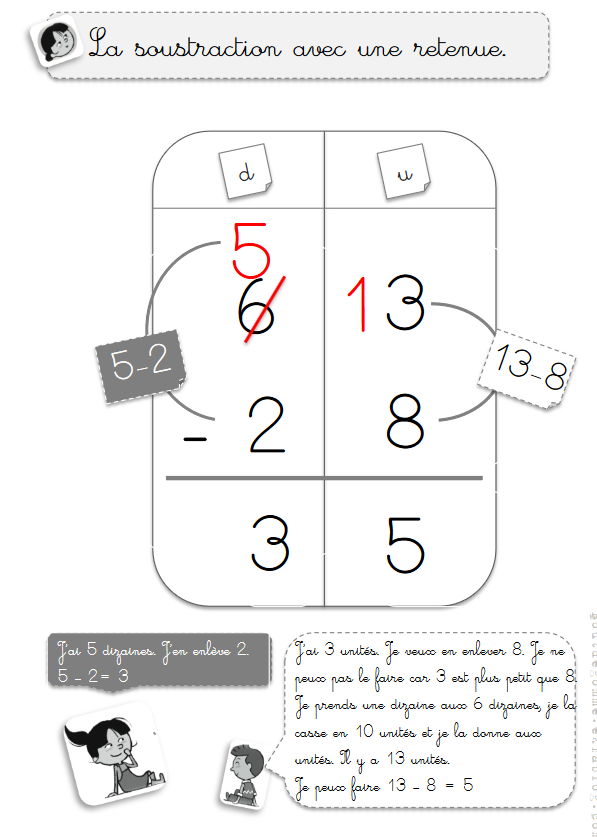 La soustraction avec une retenue.
d u
5
6 13
5-2 13-8
- 2 8
3 5
J'ai 5 dizaines. J'en enlève 2.
5 - 2 = 3
J'ai 3 unités. Je veux en enlever 8. Je ne
peux pas le faire car 3 est plus petit que 8.
Je prends une dizaine aux 6 dizaines, je la
casse en 10 unités et je la donne aux
unités. Il y a 13 unités.
Je peux faire 13 - 8 = 5